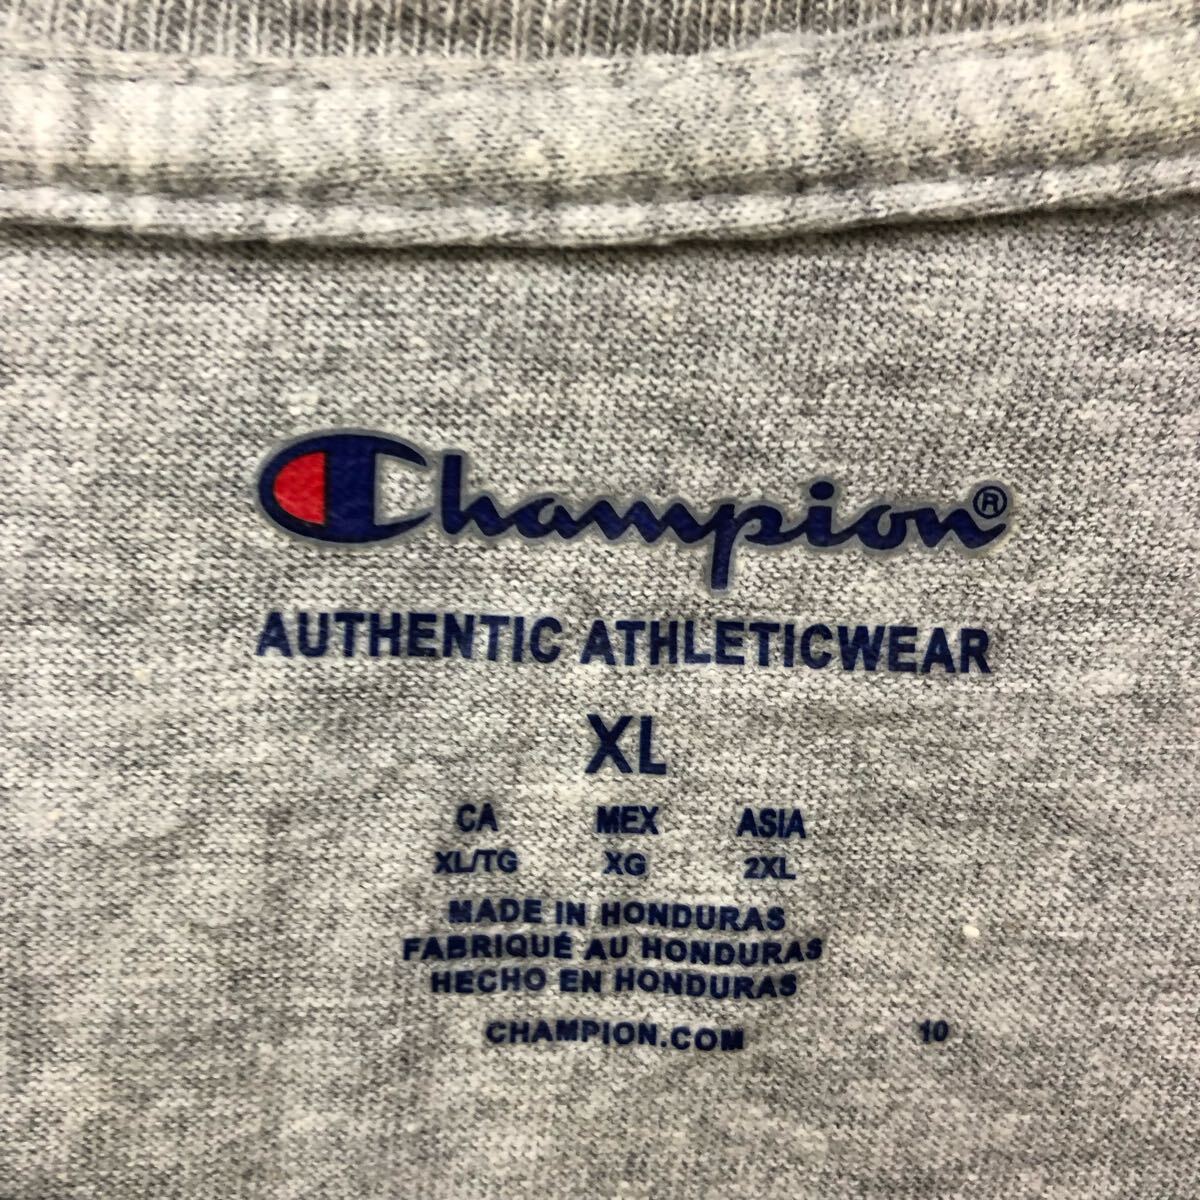 Champion®
AUTHENTIC ATHLETICWEAR
XL
CA MEX ASIA
XL/TG XG 2XL
MADE IN HONDURAS
FABRIQUÉ AU HONDURAS
HECHO EN HONDURAS
CHAMPION.COM 10